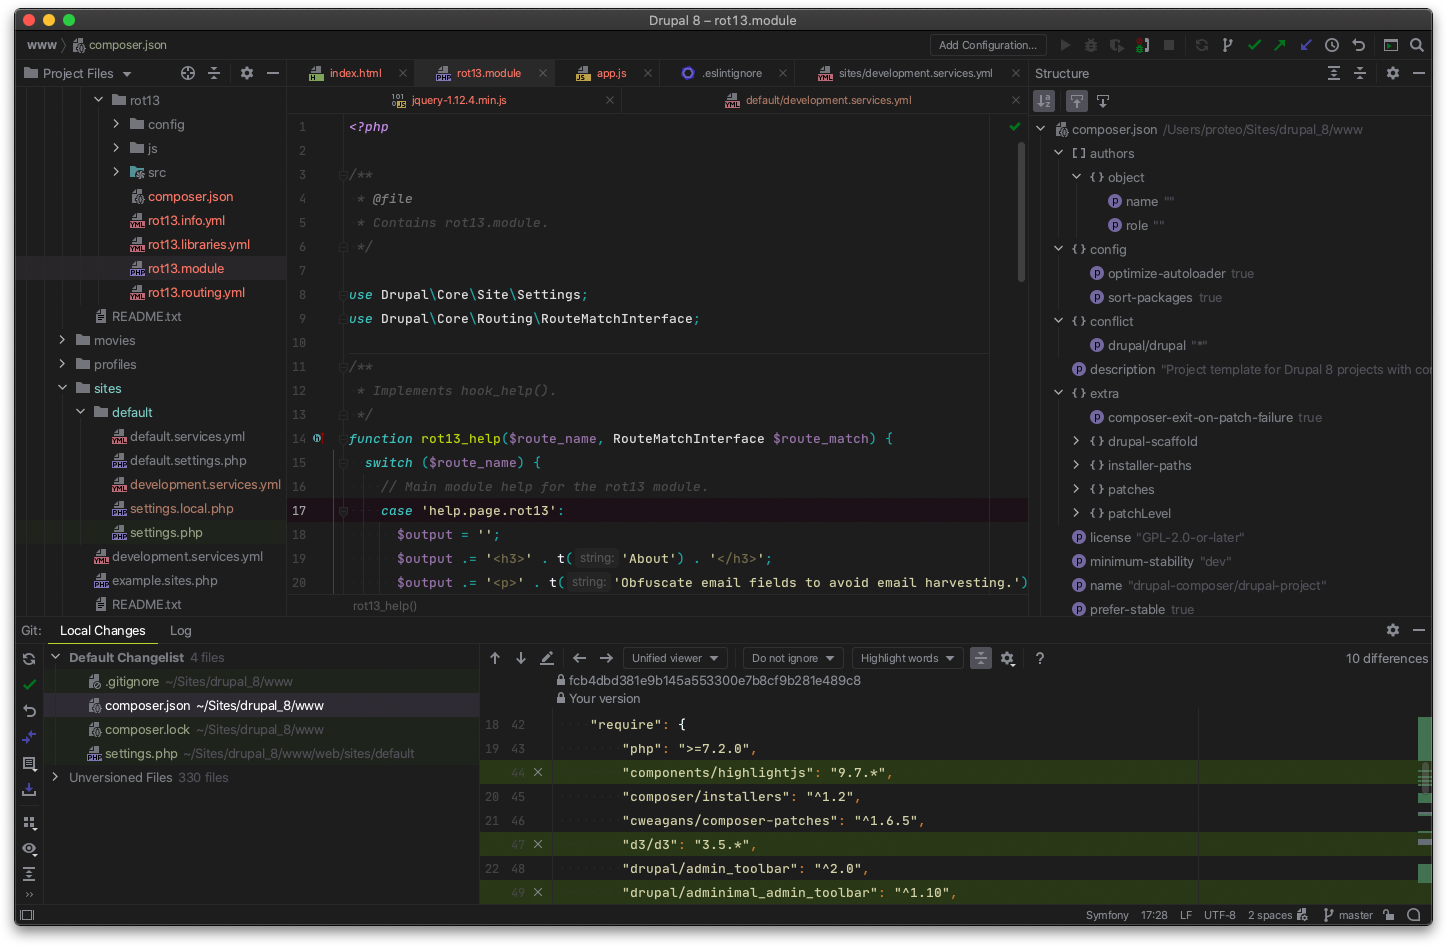 Drupal 8 – rot13.module
www
composer.json
Add Configuration...
Project Files
index.html
rot13.module
app.js
.eslintignore
sites/development.services.yml
jquery-1.12.4.min.js
default/development.services.yml
rot13
config
js
src
composer.json
rot13.info.yml
rot13.libraries.yml
rot13.module
rot13.routing.yml
README.txt
movies
profiles
sites
default
default.services.yml
default.settings.php
development.services.yml
settings.local.php
settings.php
development.services.yml
example.sites.php
README.txt
1 <?php
2
3 /**
4 * @file
5 * Contains rot13.module.
6 */
7
8 use Drupal\Core\Site\Settings;
9 use Drupal\Core\Routing\RouteMatchInterface;
10
11 /**
12 * Implements hook_help().
13 */
14 function rot13_help($route_name, RouteMatchInterface $route_match) {
15 switch ($route_name) {
16 // Main module help for the rot13 module.
17 case 'help.page.rot13':
18 $output = '';
19 $output .= '<h3>' . t( string: 'About') . '</h3>';
20 $output .= '<p>' . t( string: 'Obfuscate email fields to avoid email harvesting.')
rot13_help()
Structure
composer.json /Users/proteo/Sites/drupal_8/www
[] authors
{} object
name ""
role ""
{} config
optimize-autoloader true
sort-packages true
{} conflict
drupal/drupal "*"
description "Project template for Drupal 8 projects with cor
{} extra
composer-exit-on-patch-failure true
{} drupal-scaffold
{} installer-paths
{} patches
{} patchLevel
license "GPL-2.0-or-later"
minimum-stability "dev"
name "drupal-composer/drupal-project"
prefer-stable true
Git:
Local Changes
Log
Default Changelist 4 files
.gitignore ~/Sites/drupal_8/www
composer.json ~/Sites/drupal_8/www
composer.lock ~/Sites/drupal_8/www
settings.php ~/Sites/drupal_8/www/web/sites/default
Unversioned Files 330 files
Unified viewer
Do not ignore
Highlight words
?
10 differences
fcb4dbd381e9b145a553300e7b8cf9b281e489c8
Your version
18 42 "require": {
19 43 "php": ">=7.2.0",
44 "components/highlightjs": "9.7.*",
20 45 "composer/installers": "^1.2",
21 46 "cweagans/composer-patches": "^1.6.5",
47 "d3/d3": "3.5.*",
22 48 "drupal/admin_toolbar": "^2.0",
49 "drupal/adminimal_admin_toolbar": "^1.10",
Symfony 17:28 LF UTF-8 2 spaces master